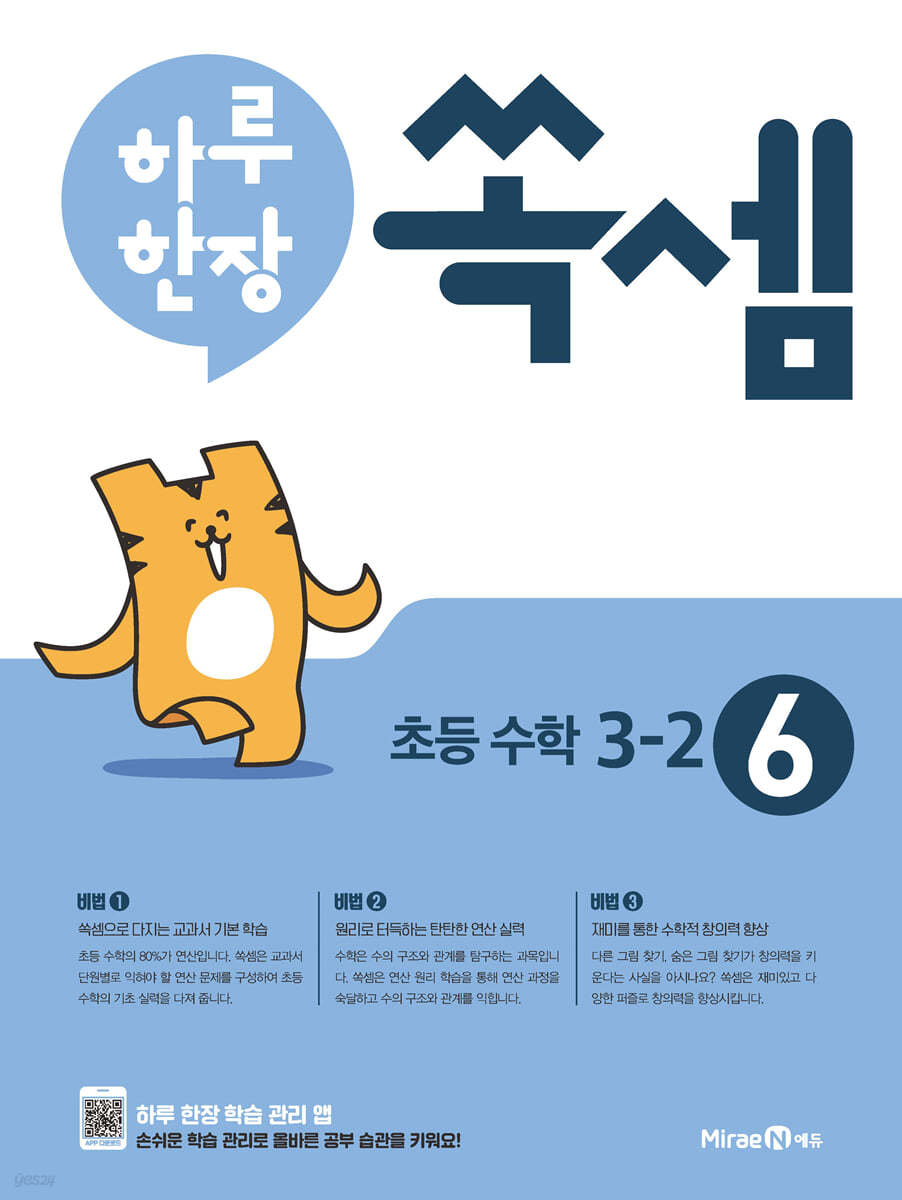 하루
한장
쏙셈
초등 수학 3-2 6
비법 1
쏙셈으로 다지는 교과서 기본 학습
초등 수학의 80%가 연산입니다. 쏙셈은 교과서
단원별로 익혀야 할 연산 문제를 구성하여 초등
수학의 기초 실력을 다져 줍니다.
비법 2
원리로 터득하는 탄탄한 연산 실력
수학은 수의 구조와 관계를 탐구하는 과목입니
다. 쏙셈은 연산 원리 학습을 통해 연산 과정을
숙달하고 수의 구조와 관계를 익힙니다.
비법 3
재미를 통한 수학적 창의력 향상
다른 그림 찾기, 숨은 그림 찾기가 창의력을 키
운다는 사실을 아시나요? 쏙셈은 재미있고 다
양한 퍼즐로 창의력을 향상시킵니다.
APP 다운로드
하루 한장 학습 관리 앱
손쉬운 학습 관리로 올바른 공부 습관을 키워요!
Mirae N 에듀
yes24